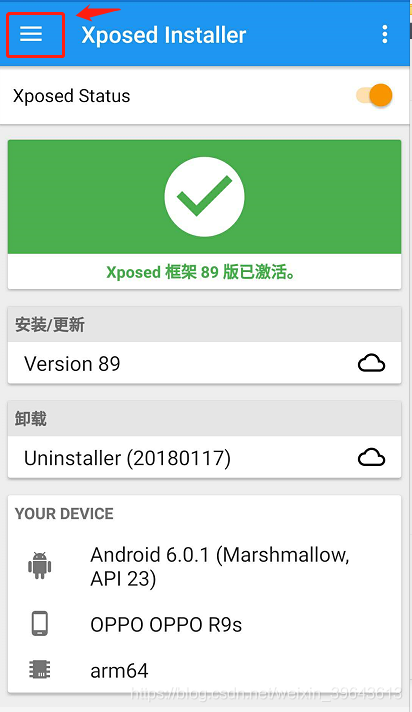 Xposed Installer
Xposed Status
Xposed 框架 89 版已激活。
安装/更新
Version 89
卸载
Uninstaller (20180117)
YOUR DEVICE
Android 6.0.1 (Marshmallow,
API 23)
OPPO OPPO R9s
arm64
https://blog.csdn.net/weixin_39643613